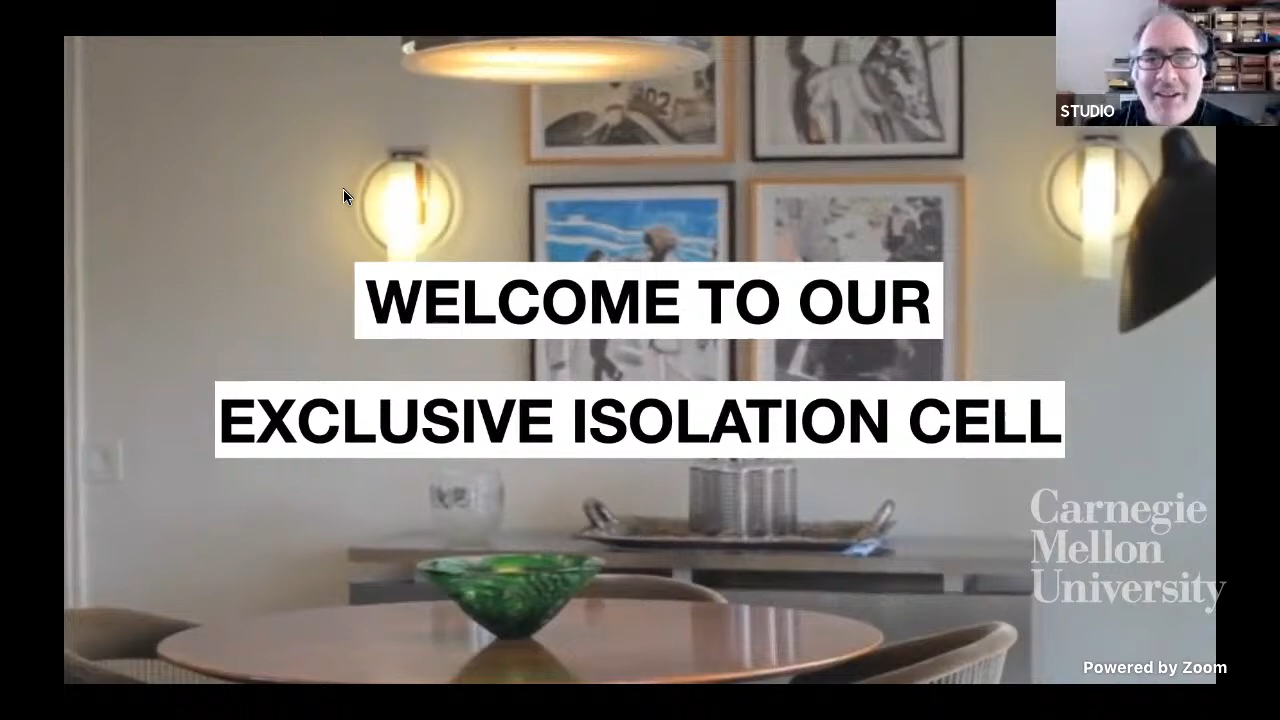 STUDIO
WELCOME TO OUR
EXCLUSIVE ISOLATION CELL
Carnegie
Mellon
University
Powered by Zoom